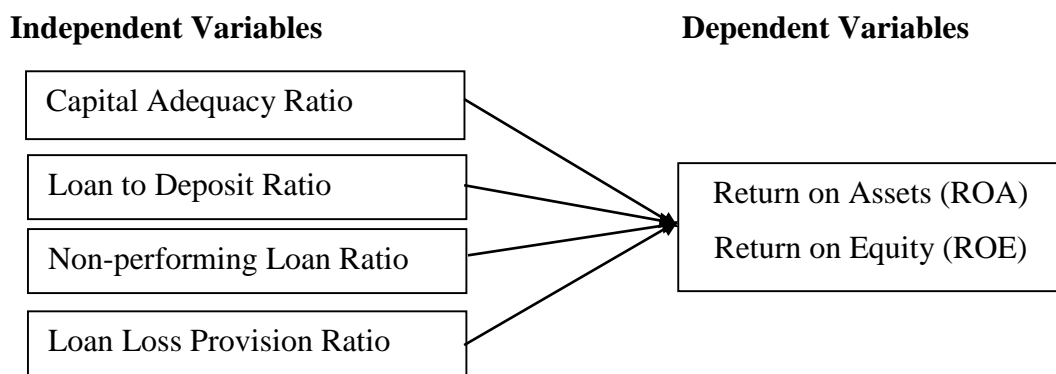 Independent Variables
Dependent Variables
Capital Adequacy Ratio
Loan to Deposit Ratio
Non-performing Loan Ratio
Loan Loss Provision Ratio
Return on Assets (ROA)
Return on Equity (ROE)